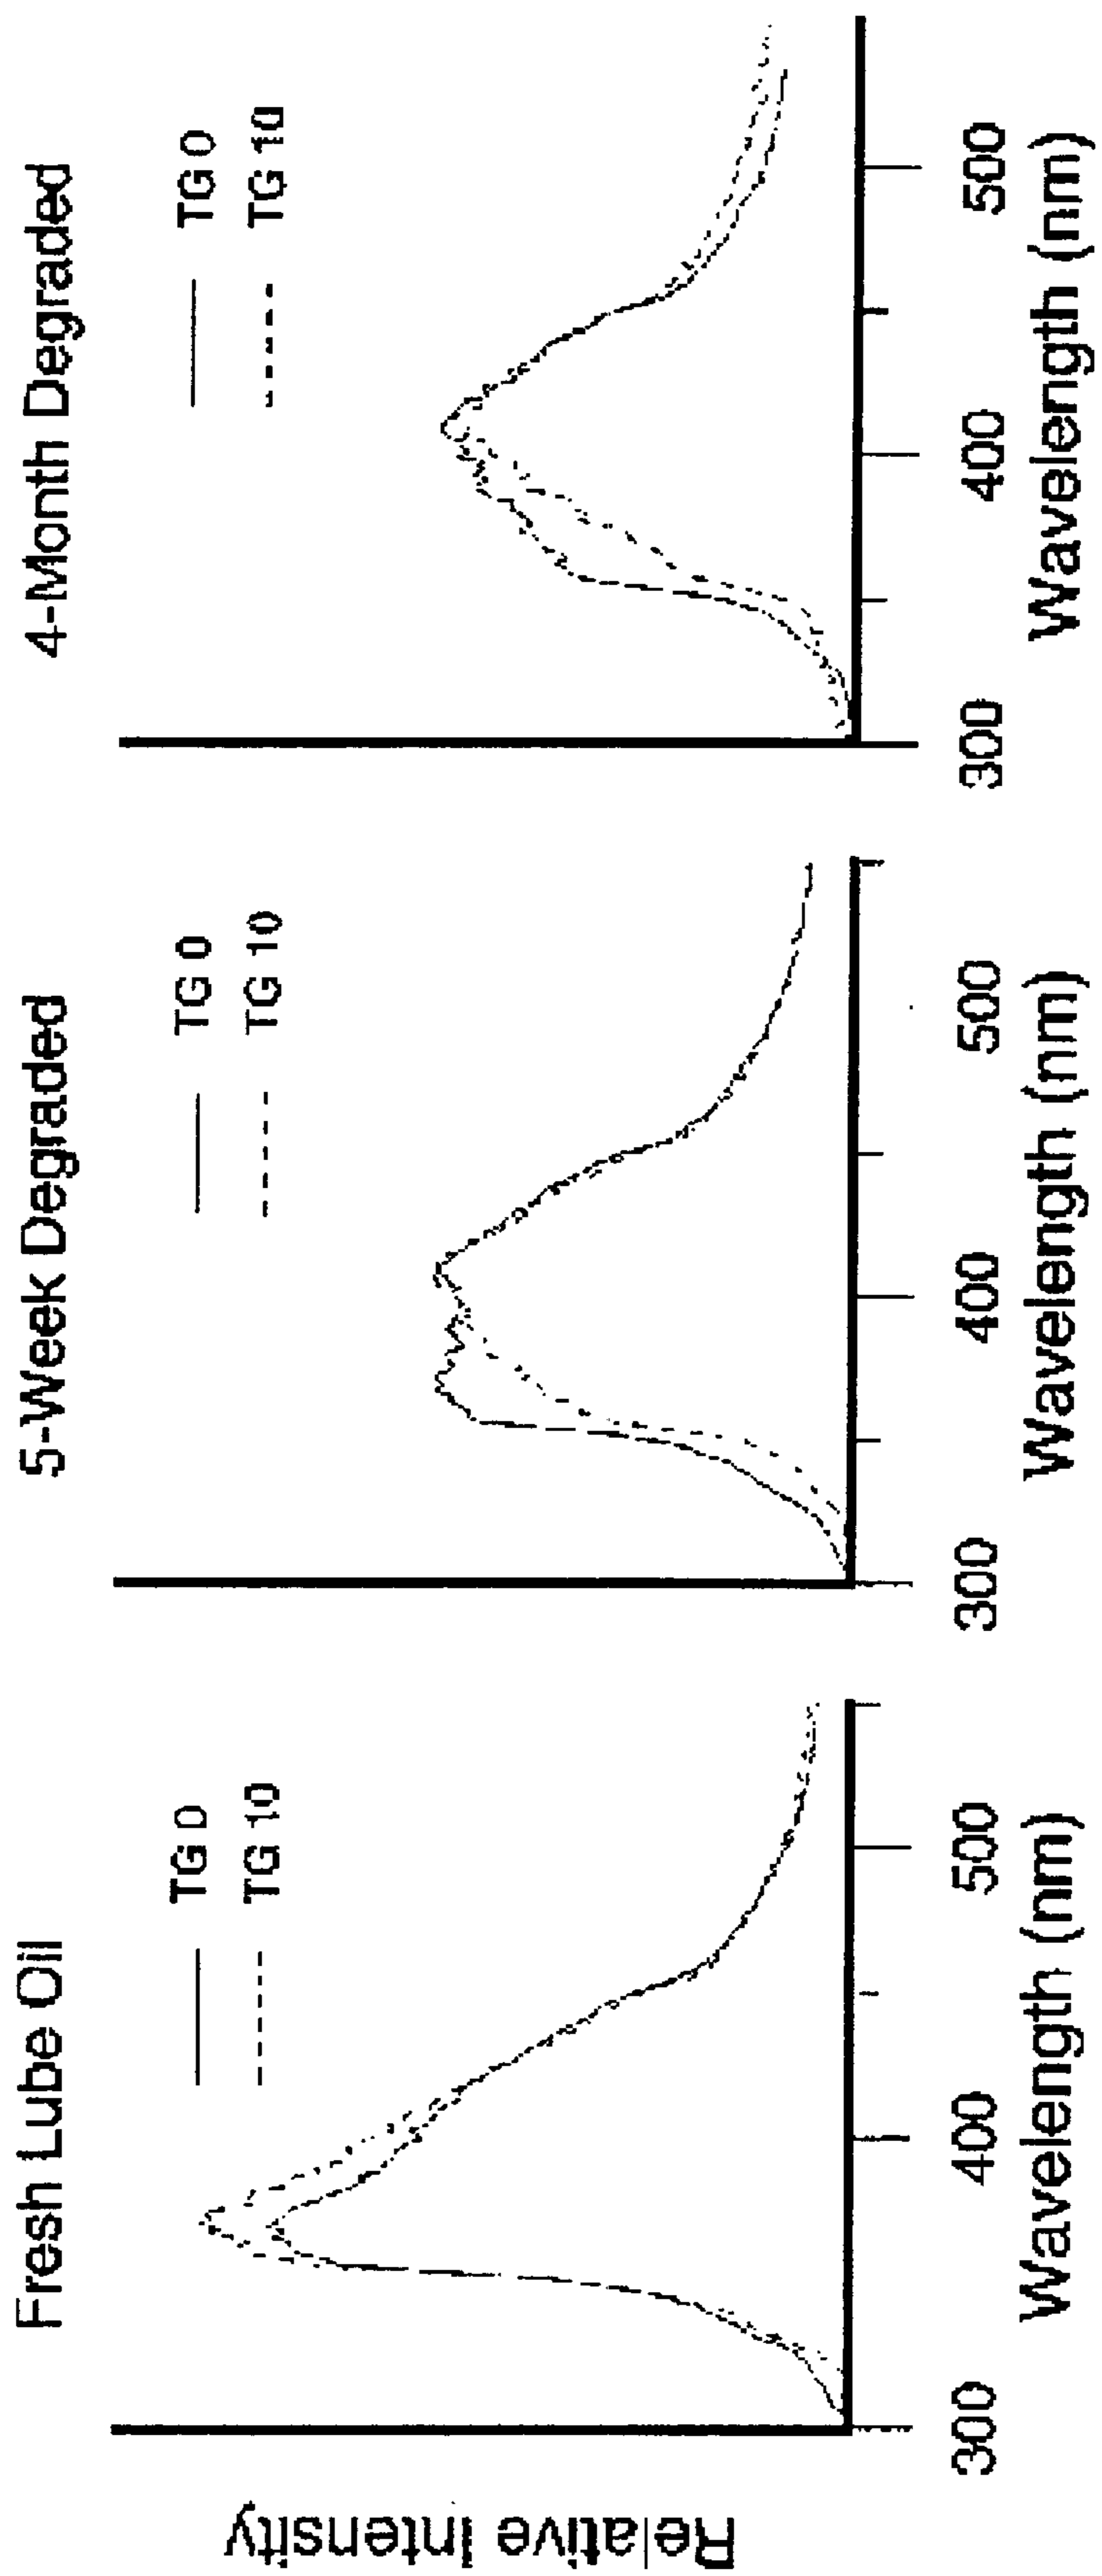 Fresh Lube Oil
TG 0
TG 10
300
400
500
Wavelength (nm)
5-Week Degraded
TG 0
TG 10
300
400
500
Wavelength (nm)
4-Month Degraded
TG 0
TG 10
300
400
500
Wavelength (nm)
Relative Intensity